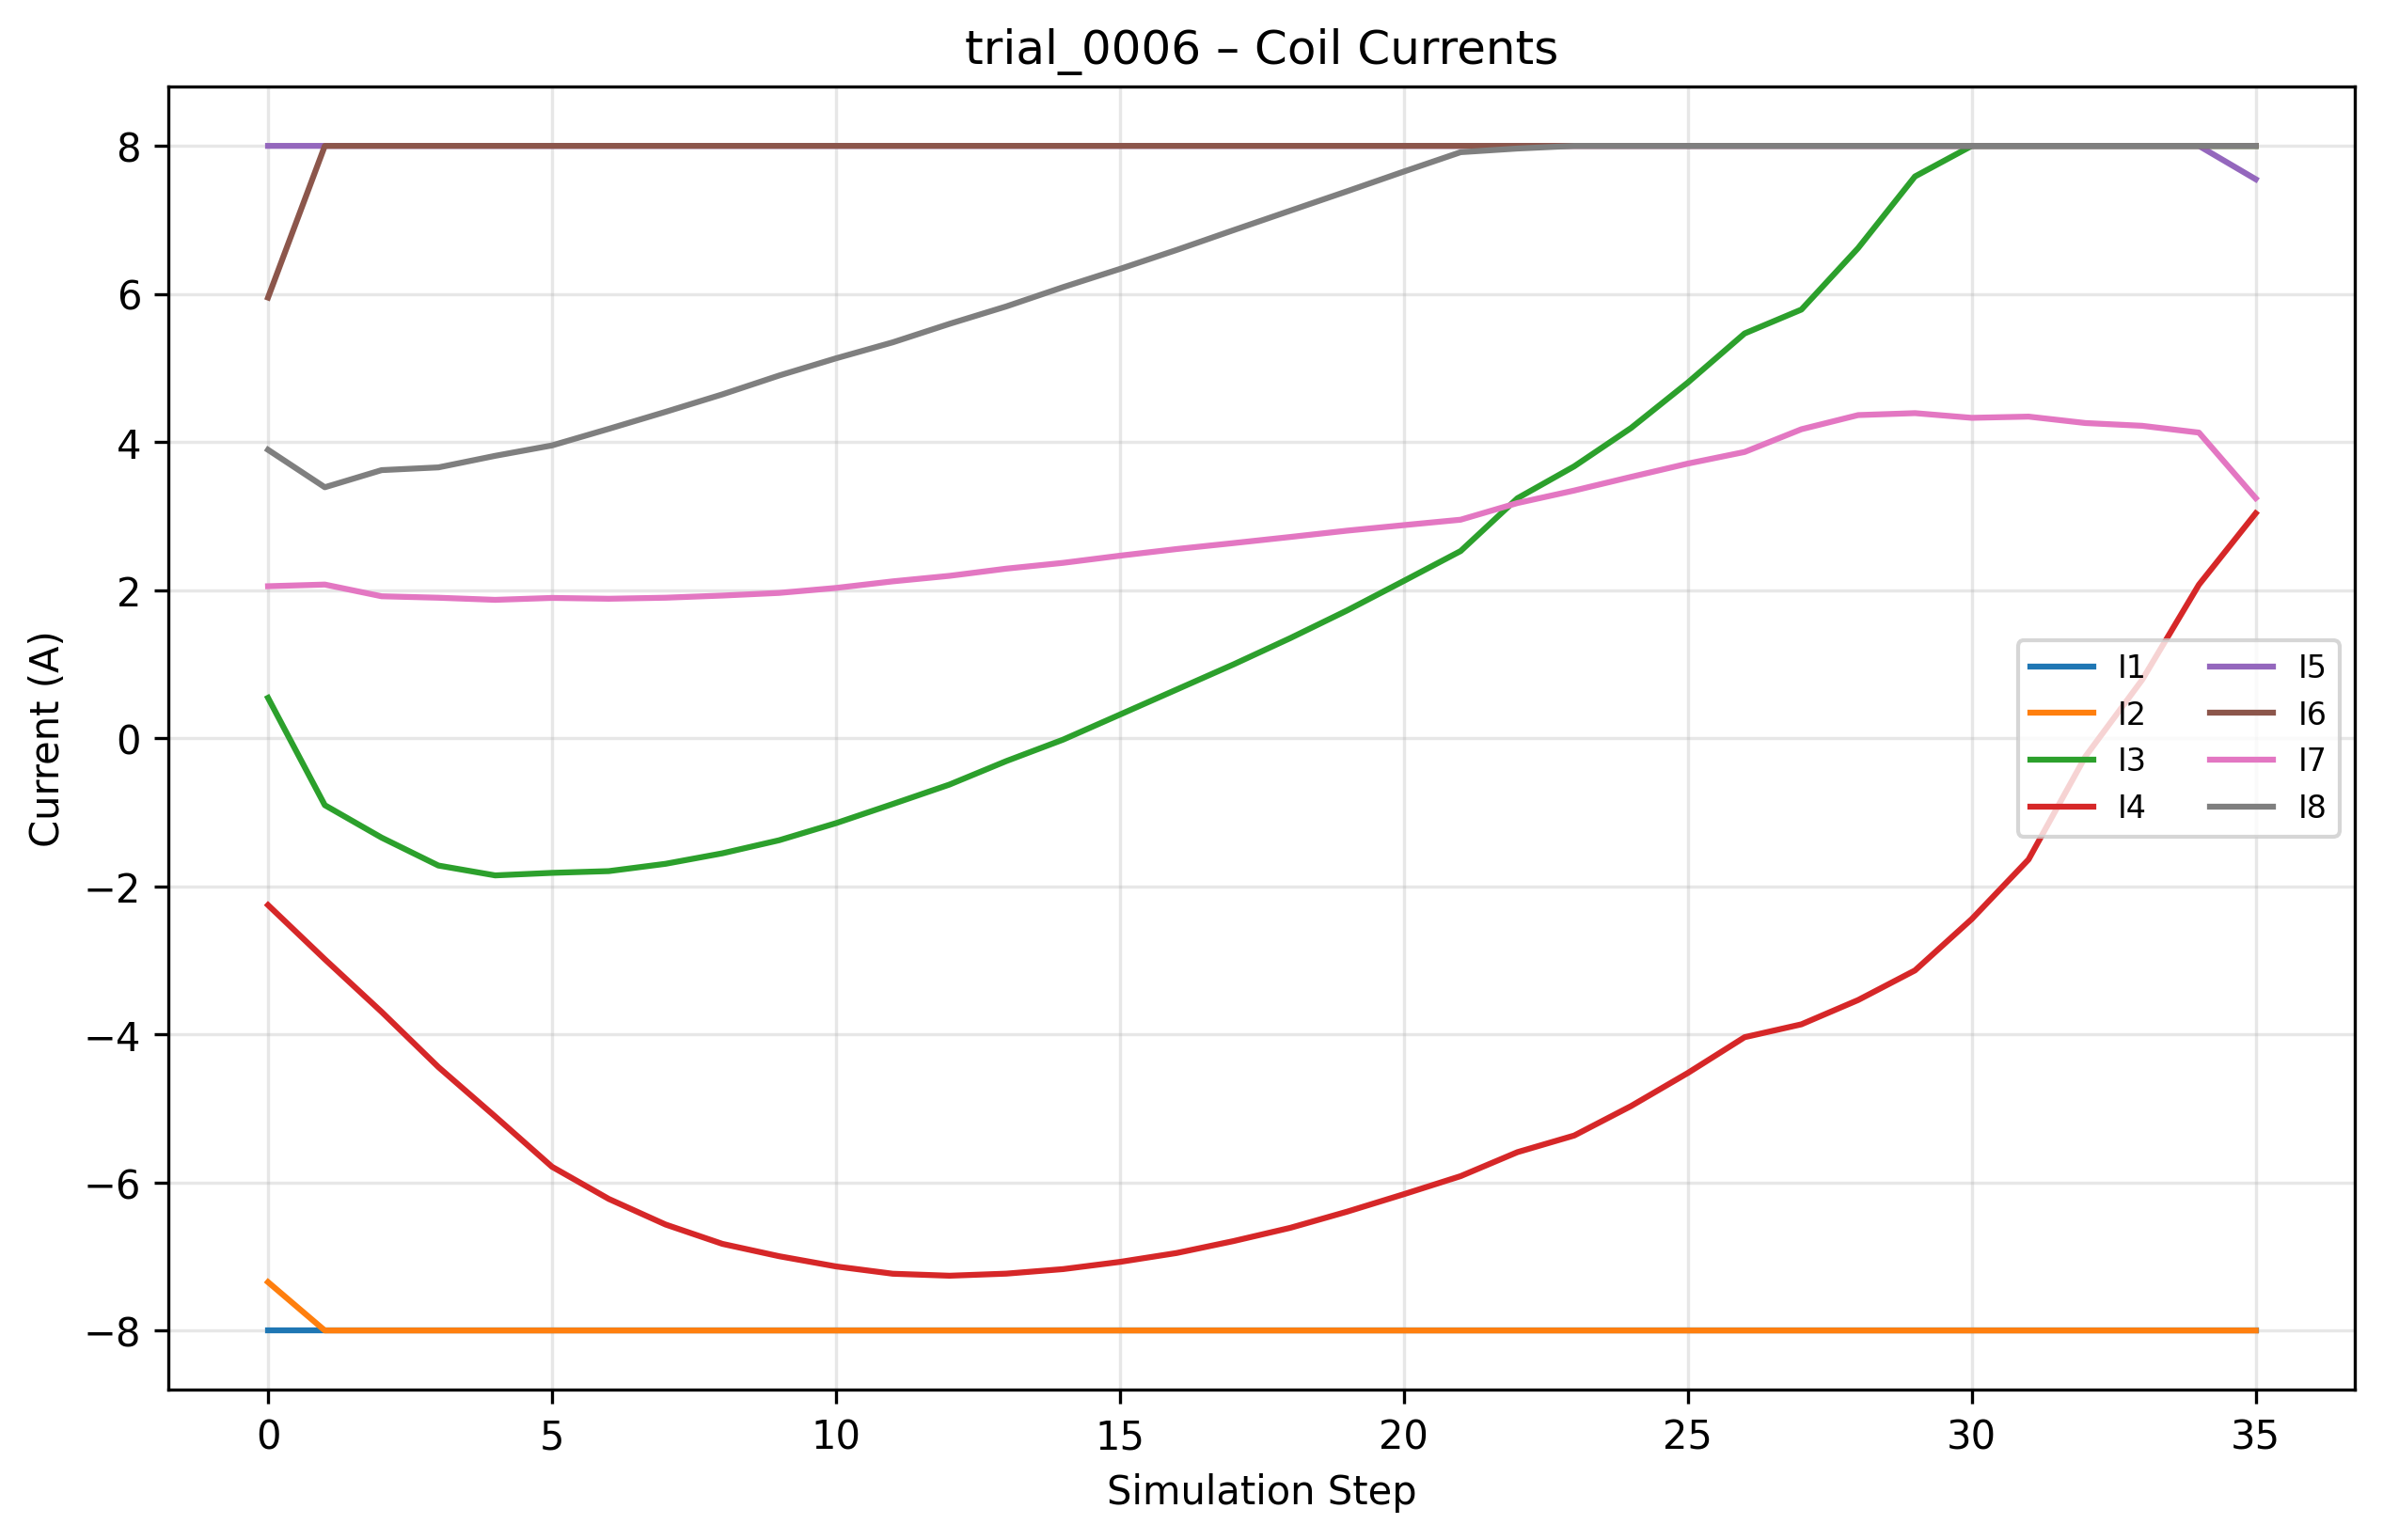 trial_0006 – Coil Currents
Current (A)
8
6
4
2
0
−2
−4
−6
−8
I1
I2
I3
I4
I5
I6
I7
I8
0 5 10 15 20 25 30 35
Simulation Step